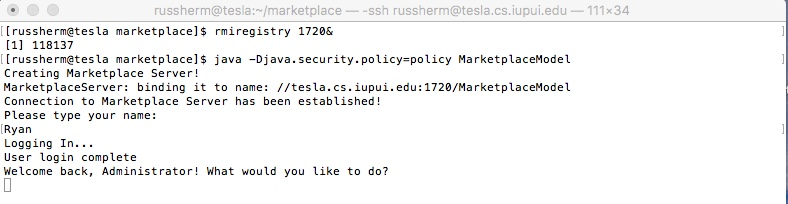 russherm@tesla:~/marketplace — -ssh russherm@tesla.cs.iupui.edu — 111×34
[[russherm@tesla marketplace]$ rmiregistry 1720& ]
[1] 118137
[[russherm@tesla marketplace]$ java -Djava.security.policy=policy MarketplaceModel ]
Creating Marketplace Server!
MarketplaceServer: binding it to name: //tesla.cs.iupui.edu:1720/MarketplaceModel
Connection to Marketplace Server has been established!
Please type your name:
[Ryan ]
Logging In...
User login complete
Welcome back, Administrator! What would you like to do?